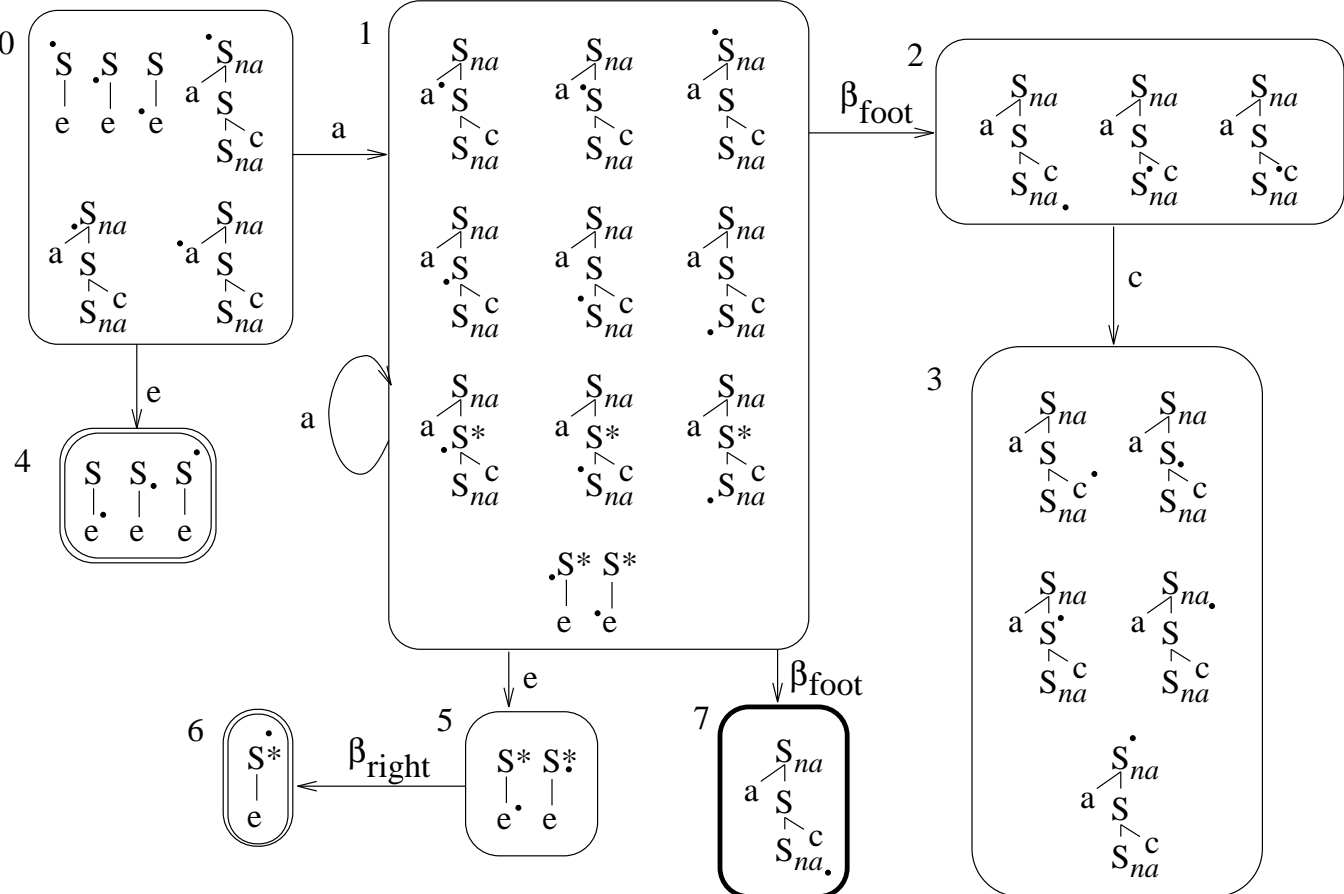 0
S S S S na
a S
e e e c
S na
S na S na
a S a S
c c
S na S na
a
1
S na S na S na
a S a S a S
c c c
S na S na S na
S na S na S na
a S a S a S
c c c
S na S na S na
S na S na S na
a S* a S* a S*
c c c
S na S na S na
S* S*
e e
a
β foot
2
S na S na S na
a S a S a S
c c c
S na S na S na
c
3
S na S na
a S a S
c c
S na S na
S na S na
a S a S
c c
S na S na
S na
a S
c
S na
e
4
S S S
e e e
e
5
S* S*
e e
β right
6
S*
e
β foot
7
S na
a S
c
S na